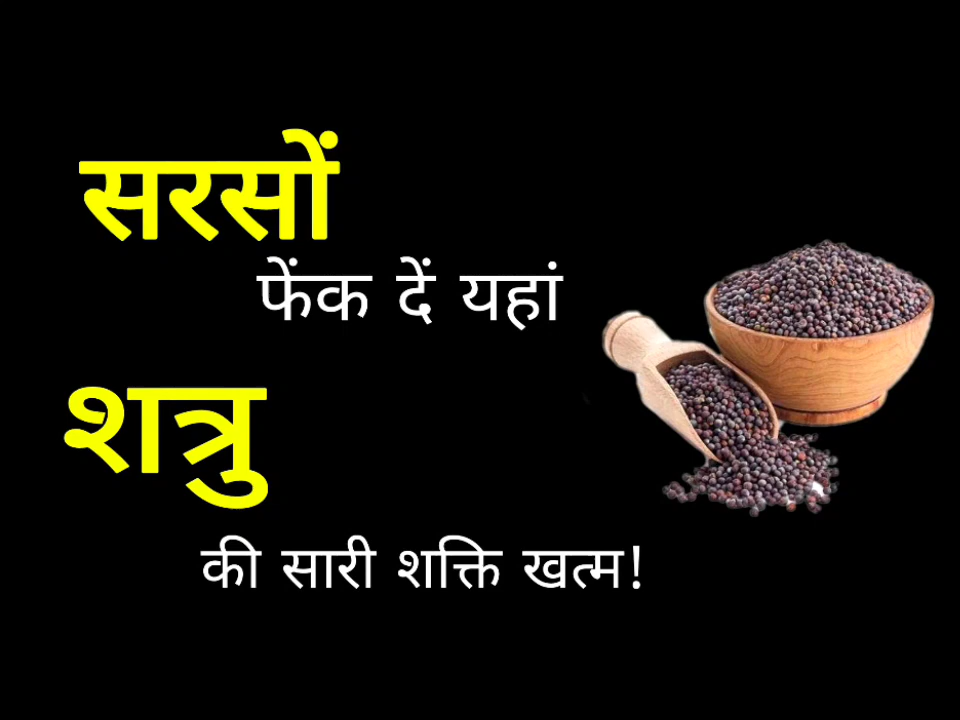 सरसों
फेंक दें यहां
शत्रु
की सारी शक्ति खत्म!